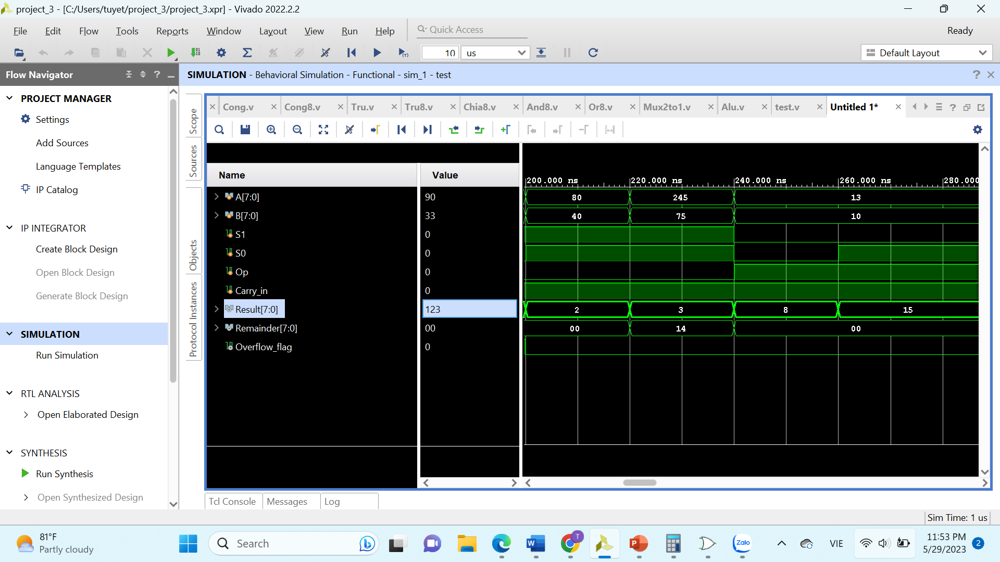 project_3 - [C:/Users/tuyet/project_3/project_3.xpr] - Vivado 2022.2.2
File Edit Flow Tools Reports Window Layout View Run Help Quick Access Ready
10 us Default Layout
Flow Navigator
SIMULATION - Behavioral Simulation - Functional - sim_1 - test
PROJECT MANAGER
Settings
Add Sources
Language Templates
IP Catalog
IP INTEGRATOR
Create Block Design
Open Block Design
Generate Block Design
SIMULATION
Run Simulation
RTL ANALYSIS
Open Elaborated Design
SYNTHESIS
Run Synthesis
Open Synthesized Design
Scope
Sources
Objects
Protocol Instances
Cong.v Cong8.v Tru.v Tru8.v Chia8.v And8.v Or8.v Mux2to1.v Alu.v test.v Untitled 1*
Name Value
200.000 ns 220.000 ns 240.000 ns 260.000 ns 280.000
A[7:0] 90 80 245 13
B[7:0] 33 40 75 10
S1 0
S0 0
Op 0
Carry_in 0
Result[7:0] 123 2 3 8 15
Remainder[7:0] 00 00 14 00
Overflow_flag 0
Tcl Console Messages Log
Sim Time: 1 us
81°F
Partly cloudy
Search
Zalo
VIE
11:53 PM
5/29/2023
2